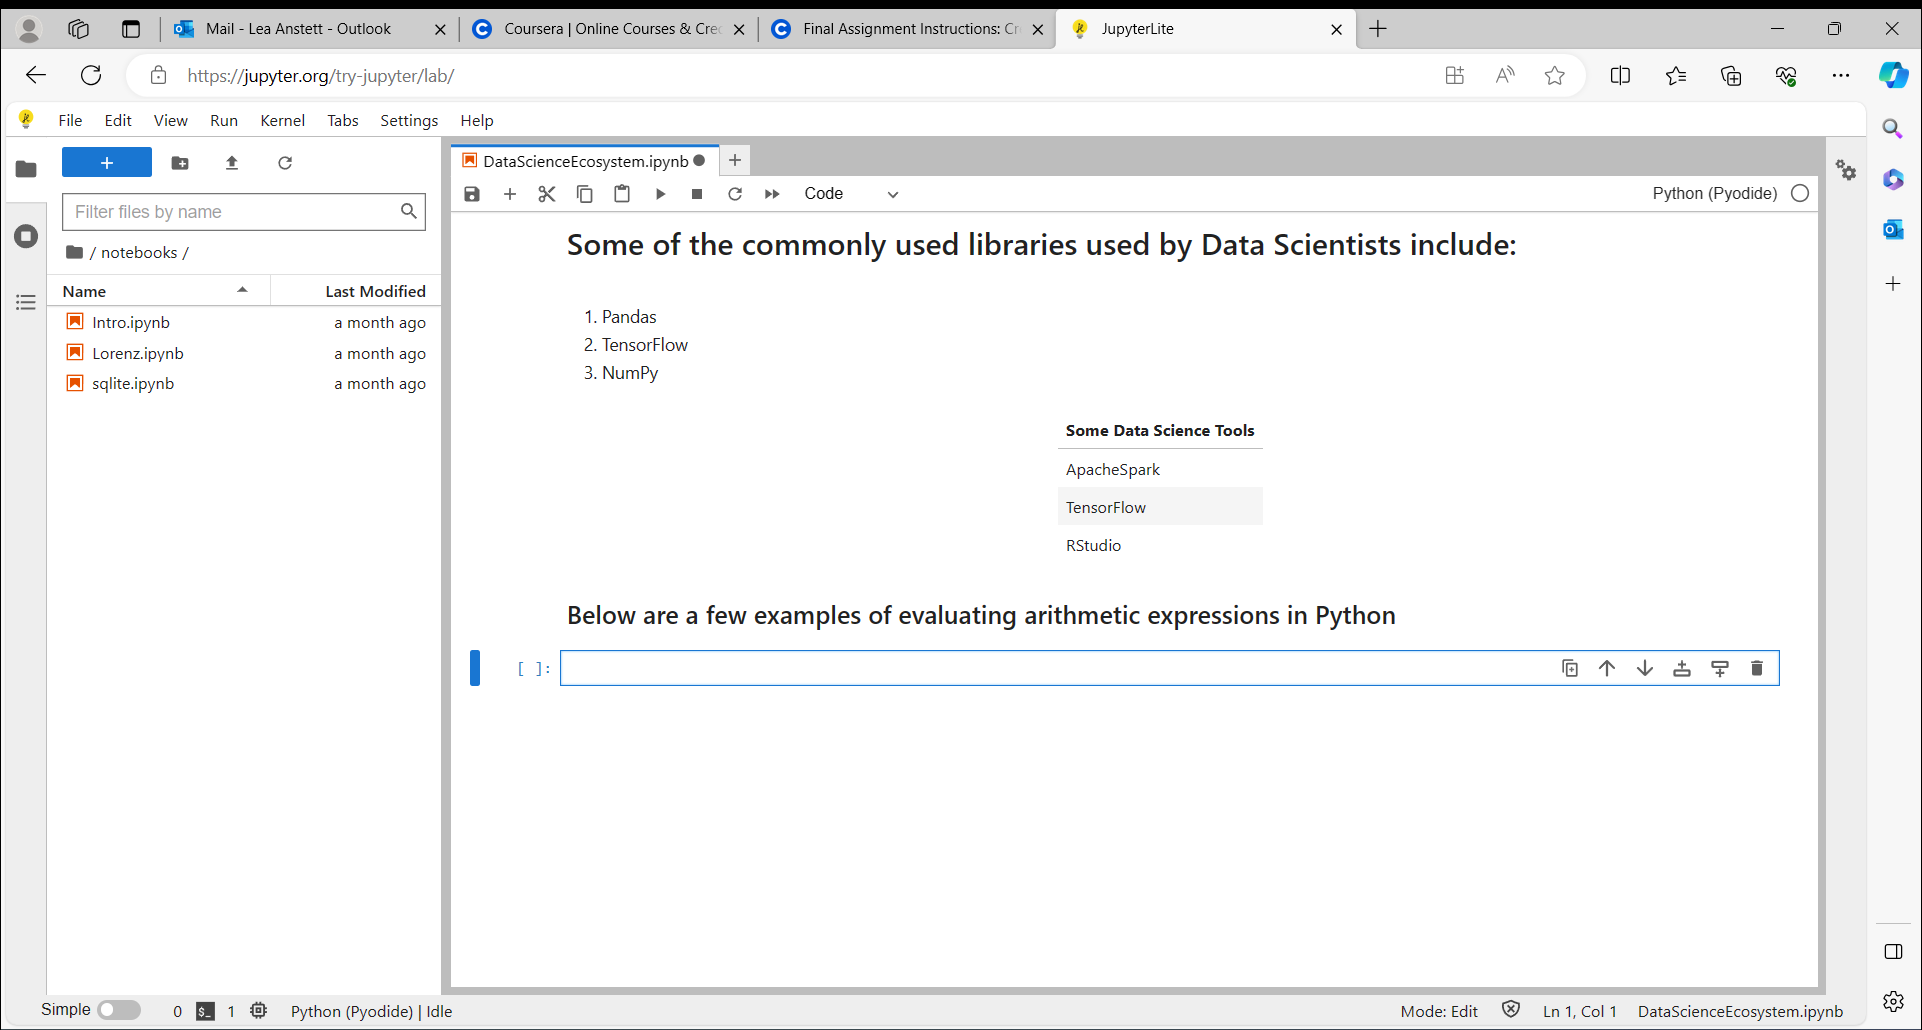 Mail - Lea Anstett - Outlook
Coursera | Online Courses & Cre
Final Assignment Instructions: Cr
JupyterLite
https://jupyter.org/try-jupyter/lab/
File Edit View Run Kernel Tabs Settings Help
DataScienceEcosystem.ipynb
Code
Python (Pyodide)
Filter files by name
/ notebooks /
Name Last Modified
Intro.ipynb a month ago
Lorenz.ipynb a month ago
sqlite.ipynb a month ago
Some of the commonly used libraries used by Data Scientists include:
1. Pandas
2. TensorFlow
3. NumPy
Some Data Science Tools
ApacheSpark
TensorFlow
RStudio
Below are a few examples of evaluating arithmetic expressions in Python
[ ]:
Simple 0 $_ 1 Python (Pyodide) | Idle Mode: Edit Ln 1, Col 1 DataScienceEcosystem.ipynb